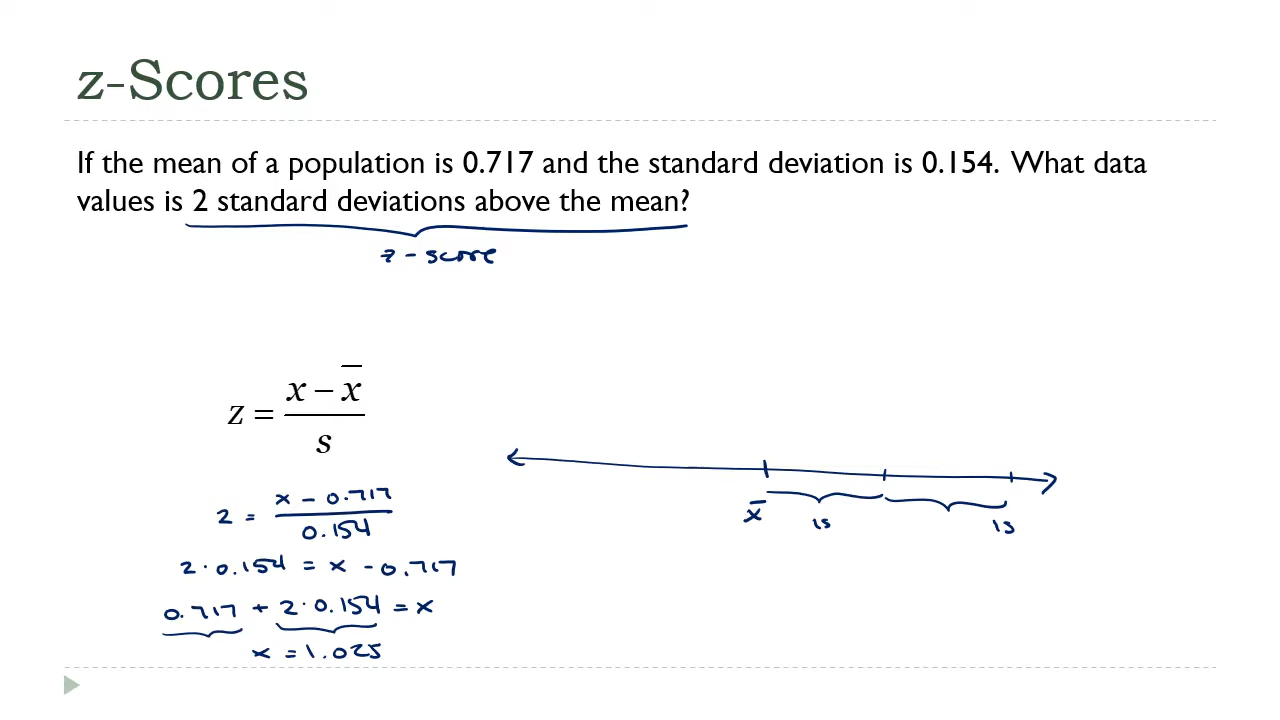 z-Scores
If the mean of a population is 0.717 and the standard deviation is 0.154. What data
values is 2 standard deviations above the mean?
z - score
z = (x − x̄) / s
2 = (x - 0.717) / 0.154
2 · 0.154 = x - 0.717
0.717 + 2 · 0.154 = x
x = 1.025
x̄ 1s 1s